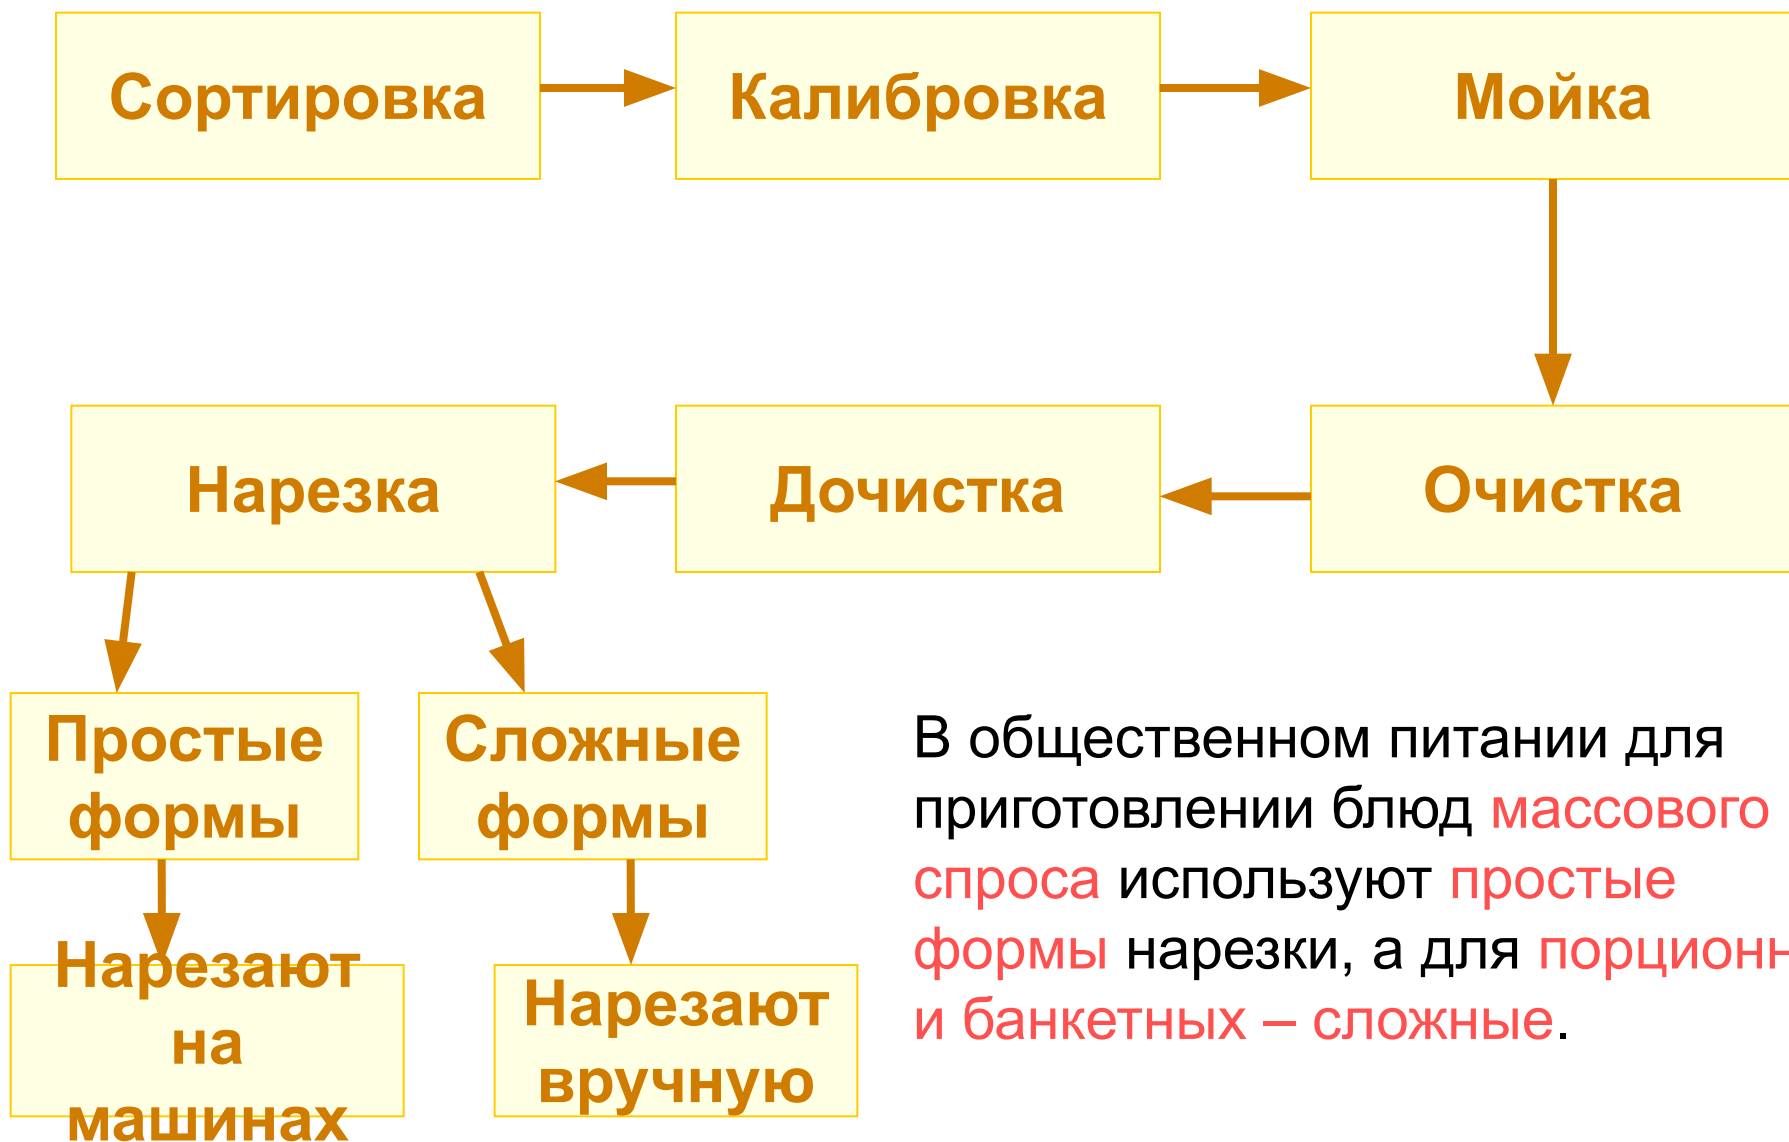 Сортировка
Калибровка
Мойка
Нарезка
Дочистка
Очистка
Простые
формы
Сложные
формы
Нарезают
на
машинах
Нарезают
вручную
В общественном питании для
приготовлении блюд массового
спроса используют простые
формы нарезки, а для
и банкетных – сложные.